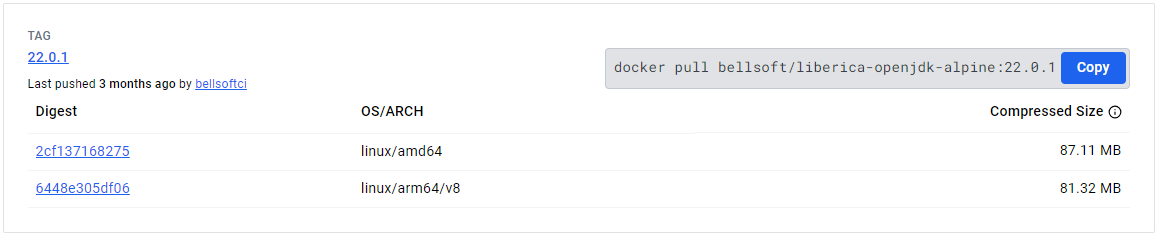 TAG
22.0.1
docker pull bellsoft/liberica-openjdk-alpine:22.0.1 Copy
Last pushed 3 months ago by bellsoftci
Digest OS/ARCH Compressed Size
2cf137168275 linux/amd64 87.11 MB
6448e305df06 linux/arm64/v8 81.32 MB